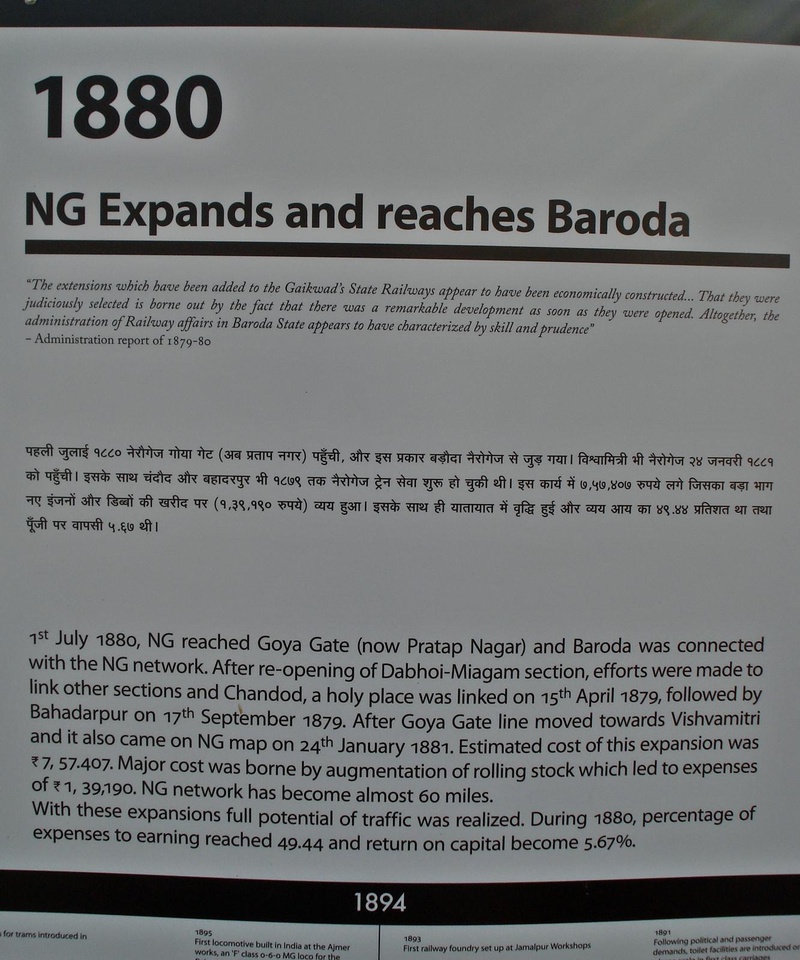 1880
NG Expands and reaches Baroda
"The extensions which have been added to the Gaikwad's State Railways appear to have been economically constructed... That they were
judiciously selected is borne out by the fact that there was a remarkable development as soon as they were opened. Altogether, the
administration of Railway affairs in Baroda State appears to have characterized by skill and prudence"
– Administration report of 1879-80
पहली जुलाई १८८० नेरोगेज गोया गेट (अब प्रताप नगर) पहुँची, और इस प्रकार बड़ौदा नैरोगेज से जुड़ गया। विश्वामित्री भी नैरोगेज २४ जनवरी १८८१
को पहुँची। इसके साथ चंदौद और बहादरपुर भी १८७९ तक नैरोगेज ट्रेन सेवा शुरू हो चुकी थी। इस कार्य में ७,५७,४०७ रुपये लगे जिसका बड़ा भाग
नए इंजनों और डिब्बों की खरीद पर (१,३९,१९० रुपये) व्यय हुआ। इसके साथ ही यातायात में वृद्धि हुई और व्यय आय का ४९.४४ प्रतिशत था तथा
पूँजी पर वापसी ५.६७ थी।
1st July 1880, NG reached Goya Gate (now Pratap Nagar) and Baroda was connected
with the NG network. After re-opening of Dabhoi-Miagam section, efforts were made to
link other sections and Chandod, a holy place was linked on 15th April 1879, followed by
Bahadarpur on 17th September 1879. After Goya Gate line moved towards Vishvamitri
and it also came on NG map on 24th January 1881. Estimated cost of this expansion was
₹ 7, 57.407. Major cost was borne by augmentation of rolling stock which led to expenses
of ₹ 1, 39,190. NG network has become almost 60 miles.
With these expansions full potential of traffic was realized. During 1880, percentage of
expenses to earning reached 49.44 and return on capital become 5.67%.
1894
for trams introduced in
1895
First locomotive built in India at the Ajmer
works, an 'F' class 0-6-0 MG loco for the
1893
First railway foundry set up at Jamalpur Workshops
1891
Following political and passenger
demands, toilet facilities are introduced on